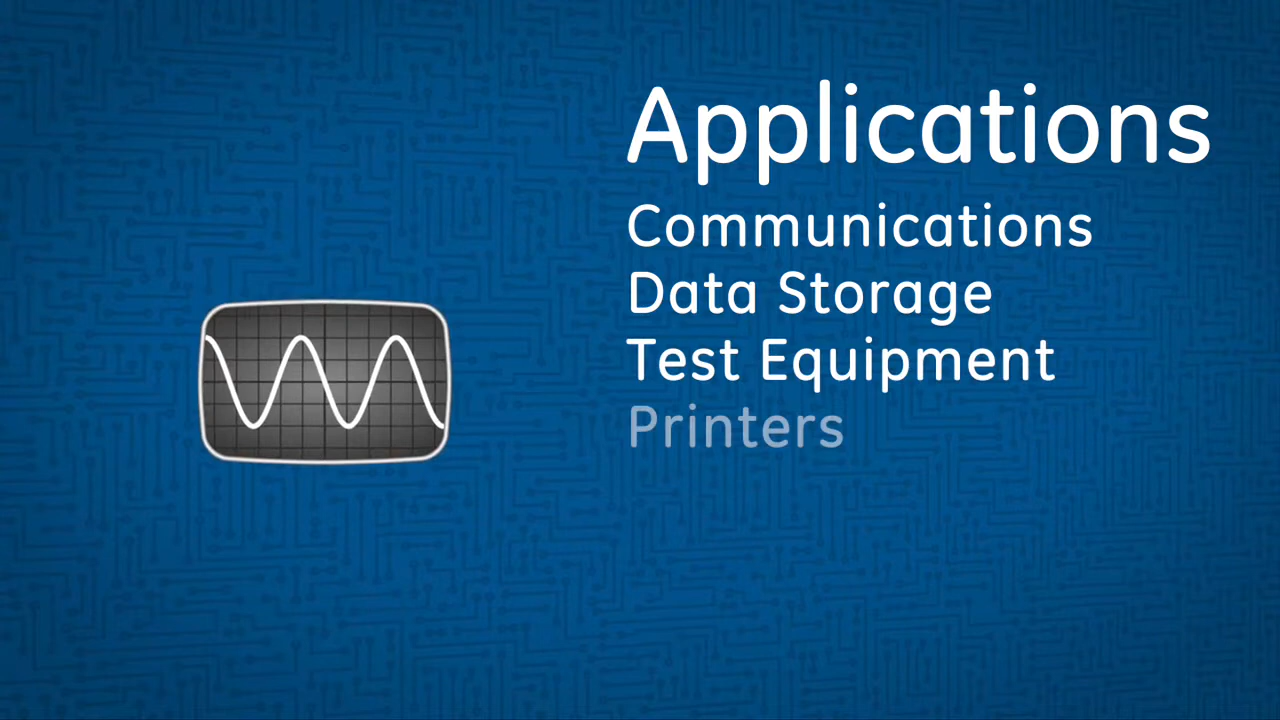 Applications
Communications
Data Storage
Test Equipment
Printers